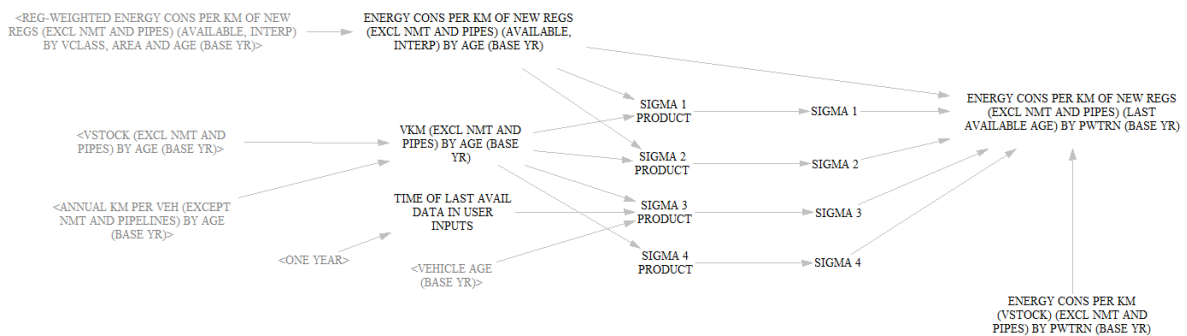 <REG-WEIGHTED ENERGY CONS PER KM OF NEW
REGS (EXCL NMT AND PIPES) (AVAILABLE, INTERP)
BY VCLASS, AREA AND AGE (BASE YR)>
ENERGY CONS PER KM OF NEW REGS
(EXCL NMT AND PIPES) (AVAILABLE,
INTERP) BY AGE (BASE YR)
<VSTOCK (EXCL NMT AND
PIPES) BY AGE (BASE YR)>
VKM (EXCL NMT AND
PIPES) BY AGE (BASE
YR)
<ANNUAL KM PER VEH (EXCEPT
NMT AND PIPELINES) BY AGE
(BASE YR)>
TIME OF LAST AVAIL
DATA IN USER
INPUTS
<ONE YEAR>
<VEHICLE AGE
(BASE YR)>
SIGMA 1
PRODUCT
SIGMA 2
PRODUCT
SIGMA 3
PRODUCT
SIGMA 4
PRODUCT
SIGMA 1
SIGMA 2
SIGMA 3
SIGMA 4
ENERGY CONS PER KM OF NEW REGS
(EXCL NMT AND PIPES) (LAST
AVAILABLE AGE) BY PWTRN (BASE YR)
ENERGY CONS PER KM
(VSTOCK) (EXCL NMT AND
PIPES) BY PWTRN (BASE YR)